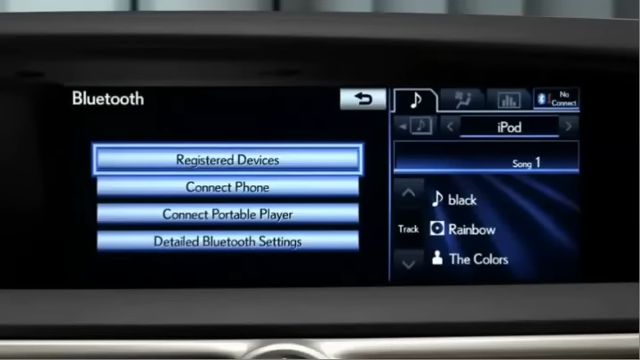 Bluetooth
Registered Devices
Connect Phone
Connect Portable Player
Detailed Bluetooth Settings
No
Connect
iPod
Song 1
black
Track
Rainbow
The Colors